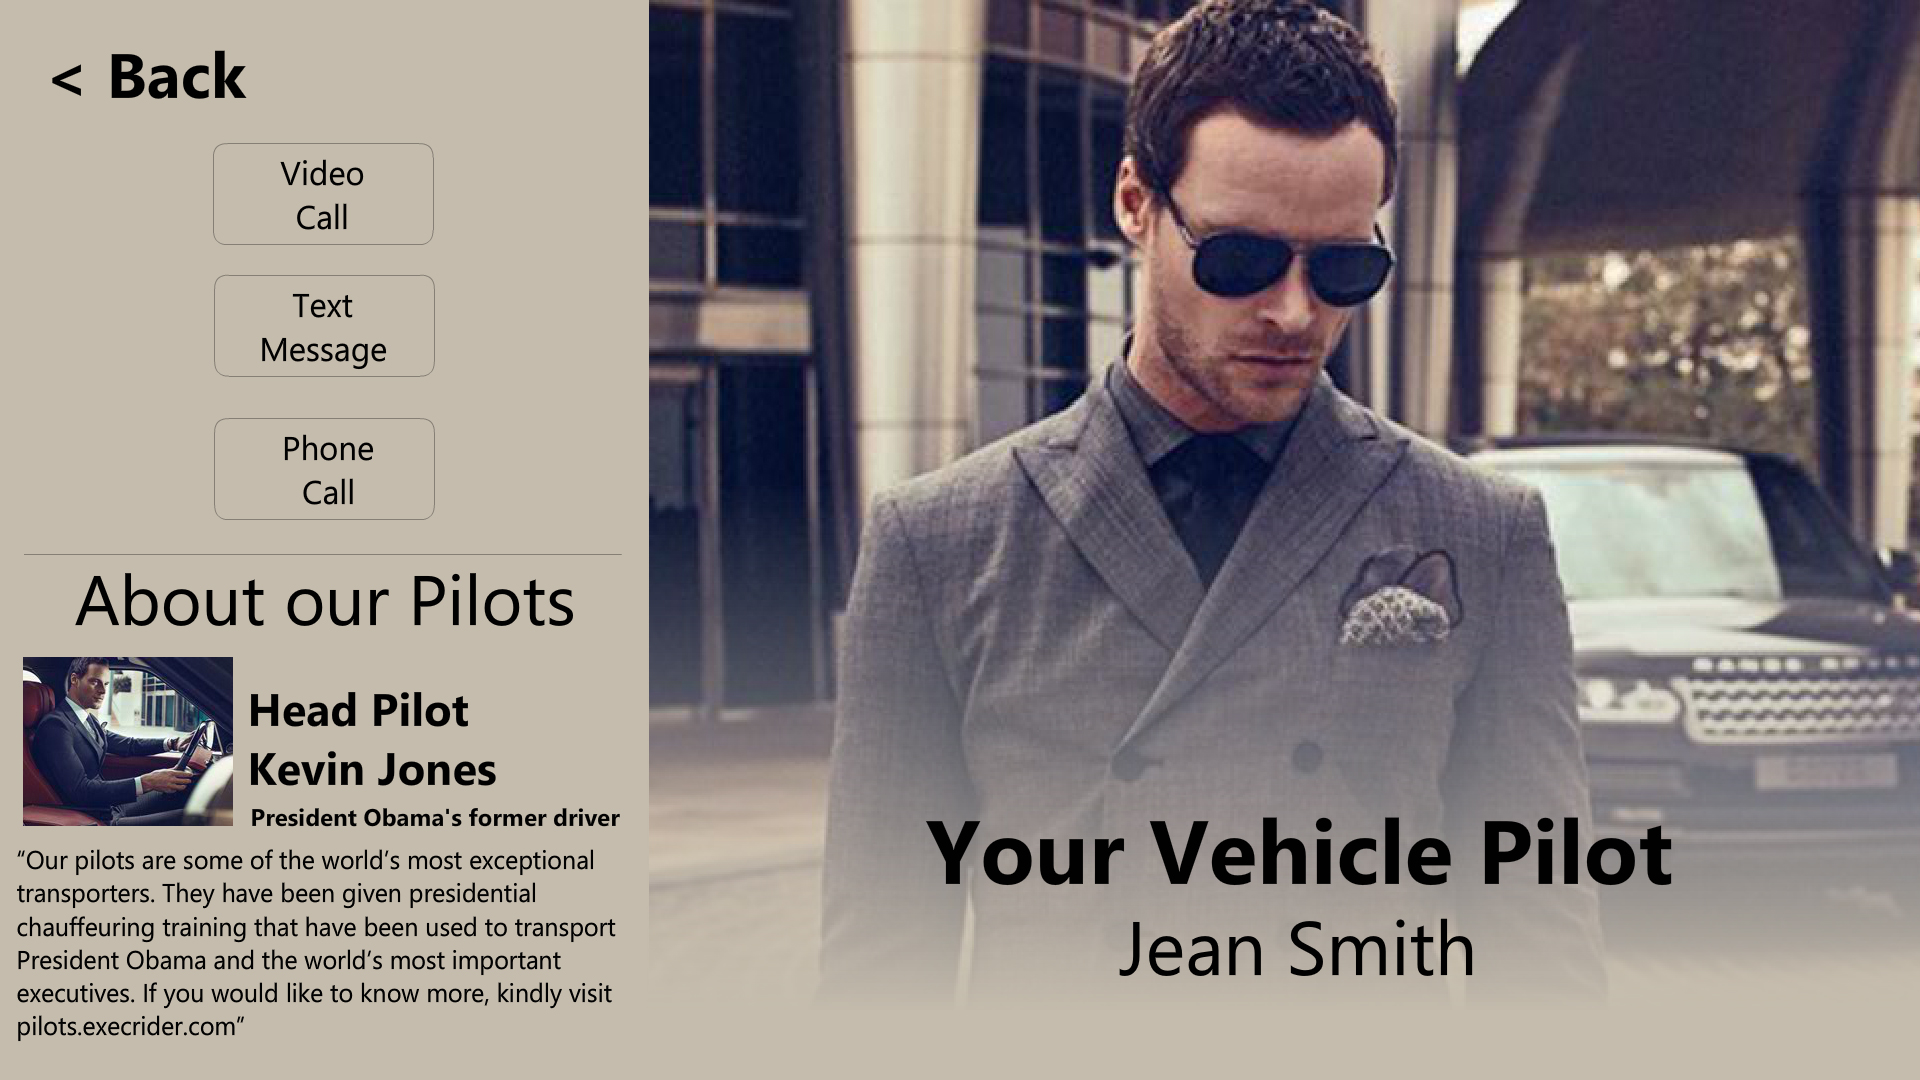 < Back
Video
Call
Text
Message
Phone
Call
About our Pilots
Head Pilot
Kevin Jones
President Obama's former driver
“Our pilots are some of the world’s most exceptional
transporters. They have been given presidential
chauffeuring training that have been used to transport
President Obama and the world’s most important
executives. If you would like to know more, kindly visit
pilots.execrider.com”
Your Vehicle Pilot
Jean Smith